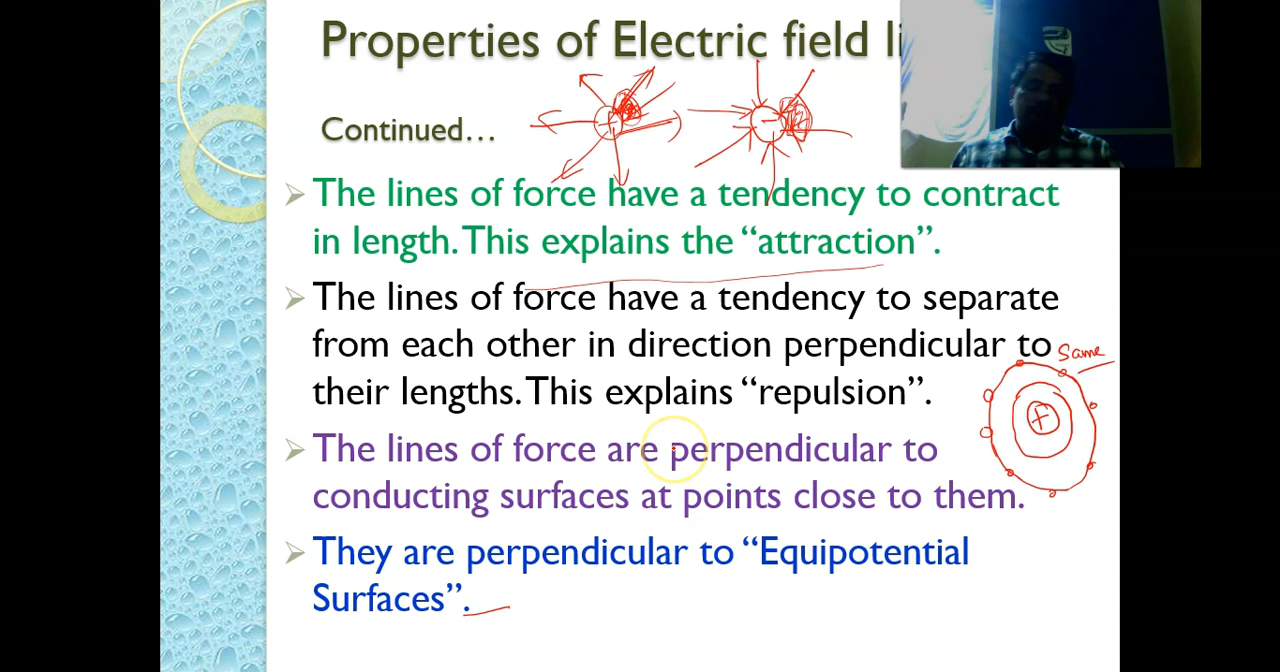 Properties of Electric field li
Continued...
The lines of force have a tendency to contract
in length. This explains the “attraction”.
The lines of force have a tendency to separate
from each other in direction perpendicular to
their lengths. This explains “repulsion”.
Same
+
The lines of force are perpendicular to
conducting surfaces at points close to them.
They are perpendicular to “Equipotential
Surfaces”.